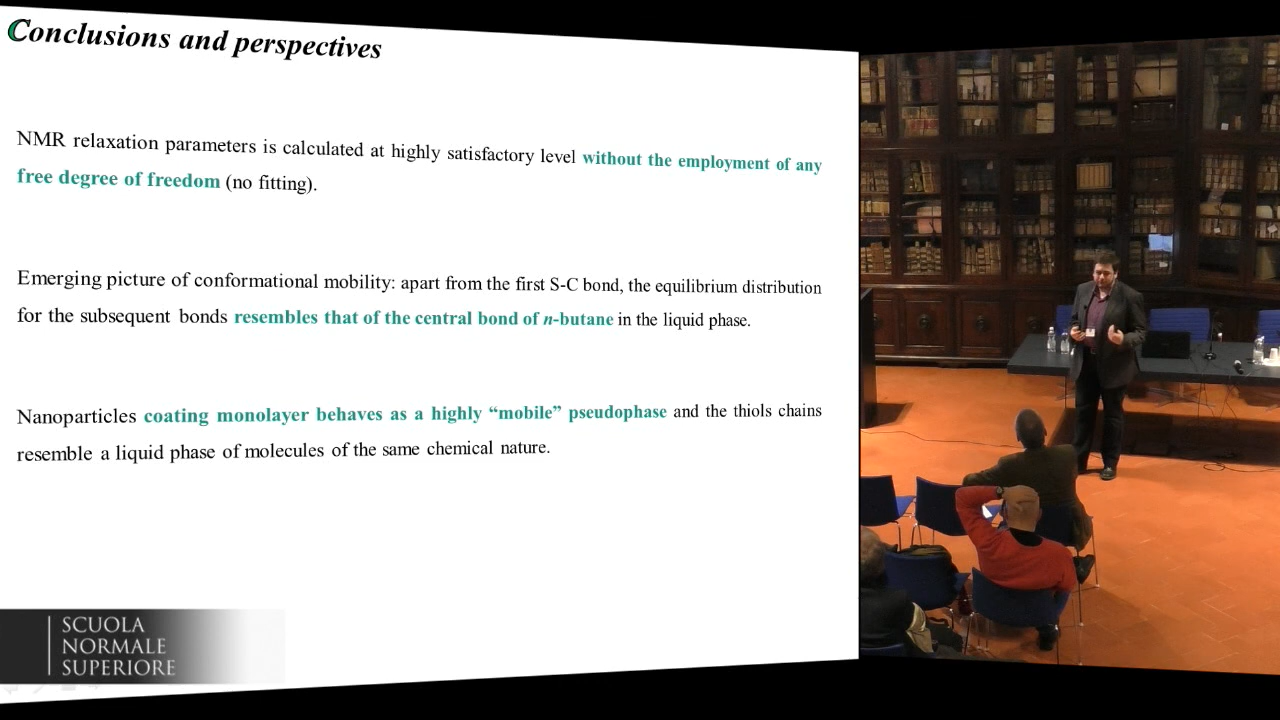 Conclusions and perspectives
NMR relaxation parameters is calculated at highly satisfactory level without the employment of any
free degree of freedom (no fitting).
Emerging picture of conformational mobility: apart from the first S-C bond, the equilibrium distribution
for the subsequent bonds resembles that of the central bond of n-butane in the liquid phase.
Nanoparticles coating monolayer behaves as a highly “mobile” pseudophase and the thiols chains
resemble a liquid phase of molecules of the same chemical nature.
SCUOLA
NORMALE
SUPERIORE